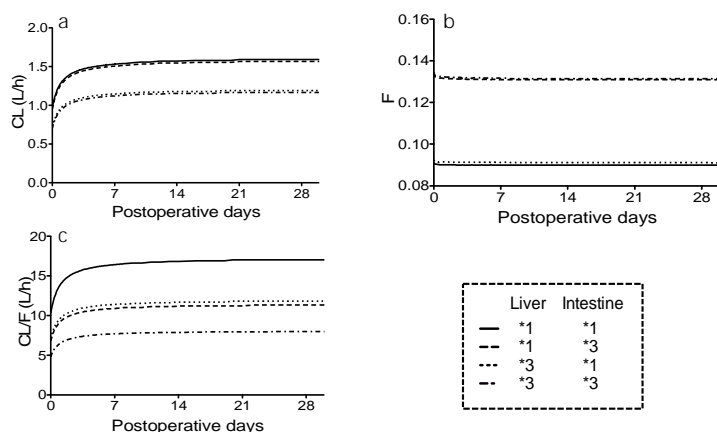 a
CL (L/h)
2.0
1.5
1.0
0.5
0.0
0 7 14 21 28
Postoperative days
b
F
0.16
0.14
0.12
0.10
0.08
0 7 14 21 28
Postoperative days
c
CL/F (L/h)
20
15
10
5
0
0 7 14 21 28
Postoperative days
Liver Intestine
*1 *1
*1 *3
*3 *1
*3 *3